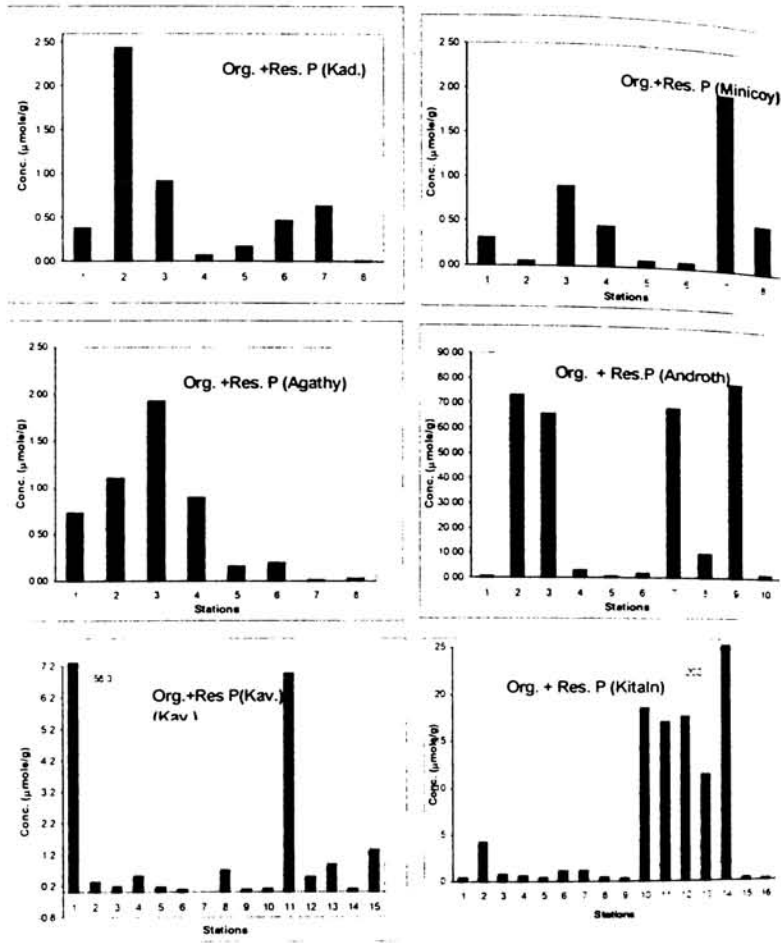 Org. +Res. P (Kad.)
Conc. (µmole/g)
2 50
2 00
1 50
1 00
0 50
0 00
1 2 3 4 5 6 7 8
Org.+Res. P (Minicoy)
Conc. (µmole/g)
2.50
2.00
1 50
1 00
0 50
0.00
1 2 3 4 5 6 8
Stations
Org. +Res. P (Agathy)
Conc. (µmole/g)
2 50
2 00
1 50
1 00
0 50
0 00
1 2 3 4 5 6 7 8
Stations
Org. + Res.P (Androth)
Conc. (µmole/g)
90 00
80 00
70 00
60 00
50 00
40 00
30 00
20 00
10 00
0 00
1 2 3 4 5 6 7 8 9 10
Stations
Org.+Res P(Kav.)
(Kav.)
Conc. (µmole/g)
7.2
6.2
5 2
4 2
3 2
2 2
1 2
0 2
-0 8
1 2 3 4 5 6 7 8 9 10 11 12 13 14 15
Stations
Org. + Res. P (Kitaln)
Conc. (µmole/g)
25
20
15
10
5
0
1 2 3 4 5 6 7 8 9 10 11 12 13 14 15 16
Stations